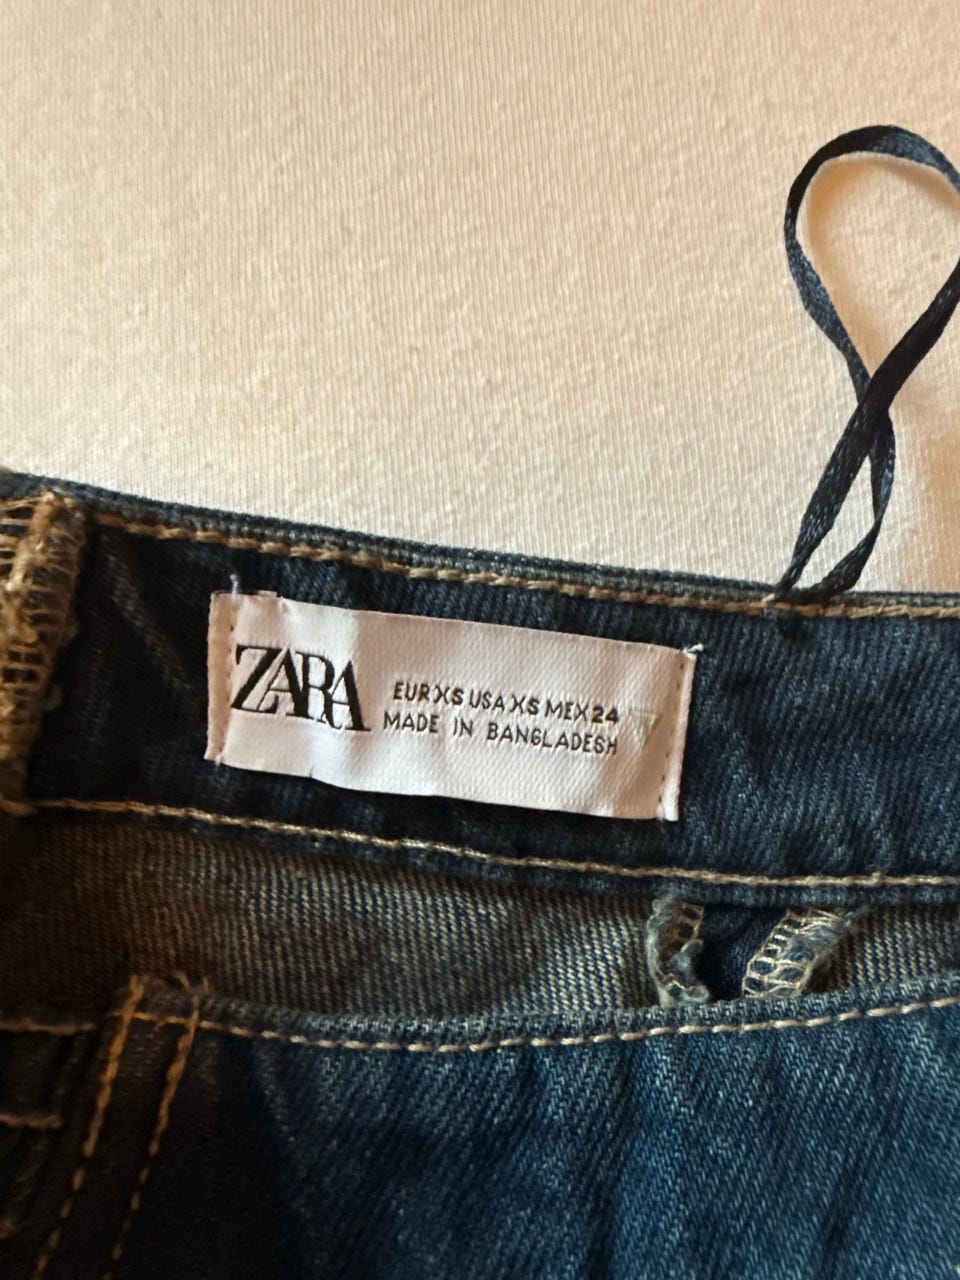 ZARA
EUR XS USA XS MEX 24
MADE IN BANGLADESH